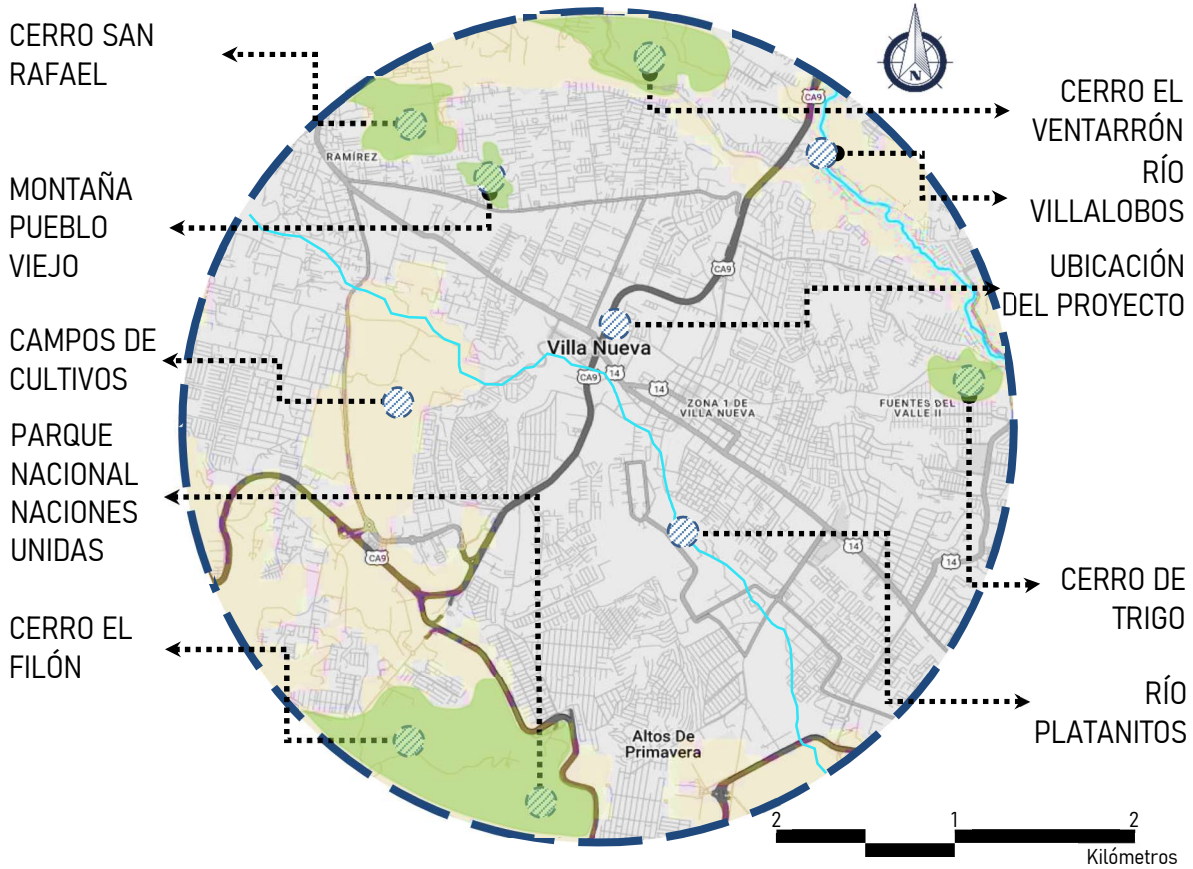 CERRO SAN
RAFAEL
MONTAÑA
PUEBLO
VIEJO
CAMPOS DE
CULTIVOS
PARQUE
NACIONAL
NACIONES
UNIDAS
CERRO EL
FILÓN
N
CERRO EL
VENTARRÓN
RÍO
VILLALOBOS
UBICACIÓN
DEL PROYECTO
CERRO DE
TRIGO
RÍO
PLATANITOS
CA9
RAMÍREZ
CA9
Villa Nueva
CA9
14
14
ZONA 1 DE
VILLA NUEVA
FUENTES DEL
VALLE II
CA9
14
14
Altos De
Primavera
2 1 2
Kilómetros